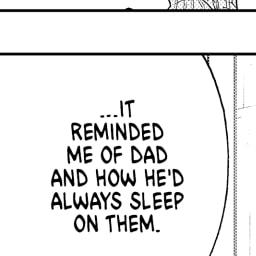 ...IT
REMINDED
ME OF DAD
AND HOW HE'D
ALWAYS SLEEP
ON THEM.